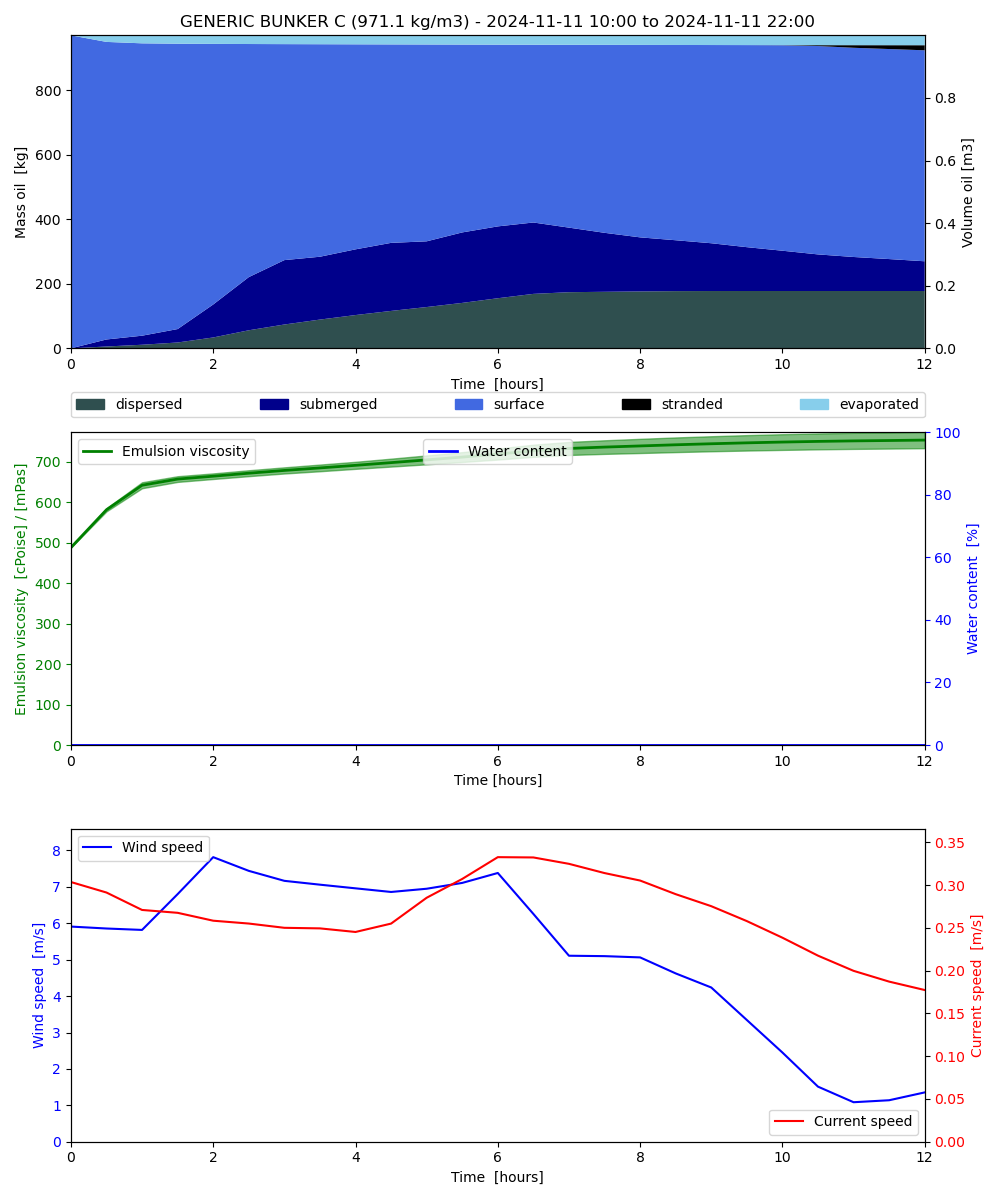 GENERIC BUNKER C (971.1 kg/m3) - 2024-11-11 10:00 to 2024-11-11 22:00
Mass oil [kg]
800
600
400
200
0
0.8
0.6
0.4
0.2
0.0
Volume oil [m3]
0 2 4 6 8 10 12
Time [hours]
dispersed submerged surface stranded evaporated
Emulsion viscosity [cPoise] / [mPas]
700
600
500
400
300
200
100
0
Emulsion viscosity
Water content
100
80
60
40
20
0
Water content [%]
0 2 4 6 8 10 12
Time [hours]
Wind speed [m/s]
8
7
6
5
4
3
2
1
0
Wind speed
0.35
0.30
0.25
0.20
0.15
0.10
0.05
0.00
Current speed [m/s]
Current speed
0 2 4 6 8 10 12
Time [hours]